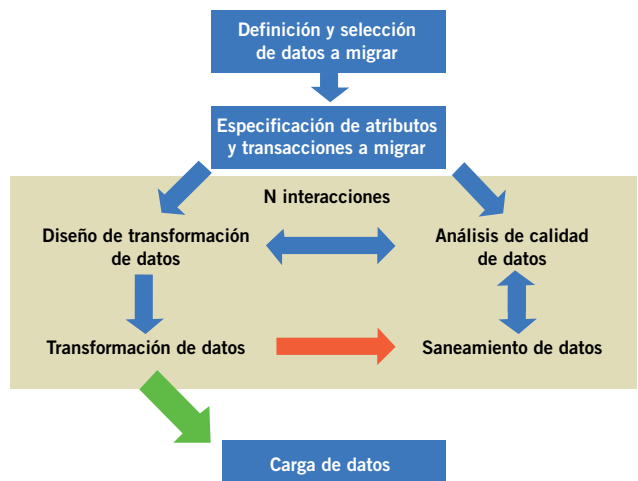 Definición y selección
de datos a migrar
Especificación de atributos
y transacciones a migrar
N interacciones
Diseño de transformación
de datos
Análisis de calidad
de datos
Transformación de datos
Saneamiento de datos
Carga de datos